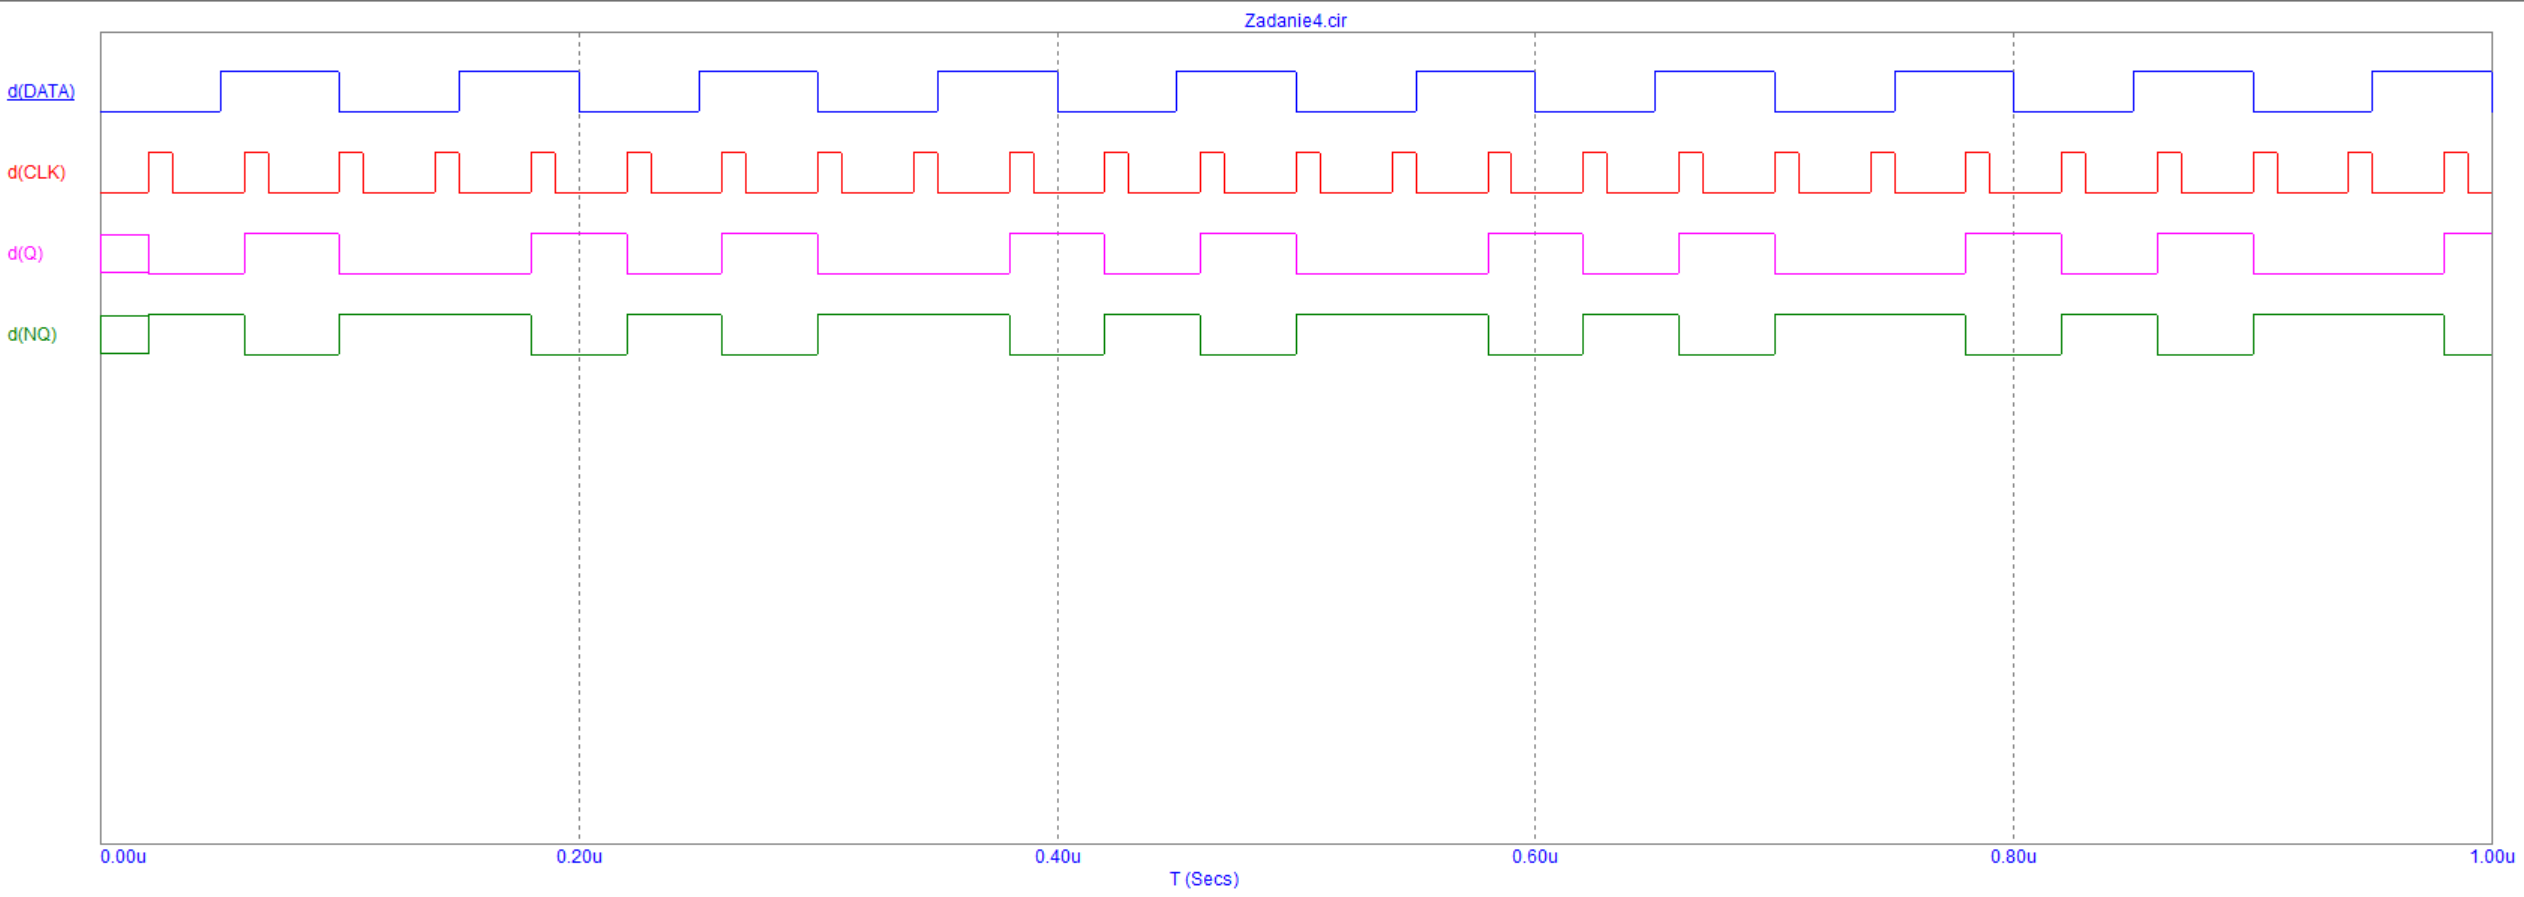 Zadanie4.cir
d(DATA)
d(CLK)
d(Q)
d(NQ)
0.00u 0.20u 0.40u 0.60u 0.80u 1.00u
T (Secs)